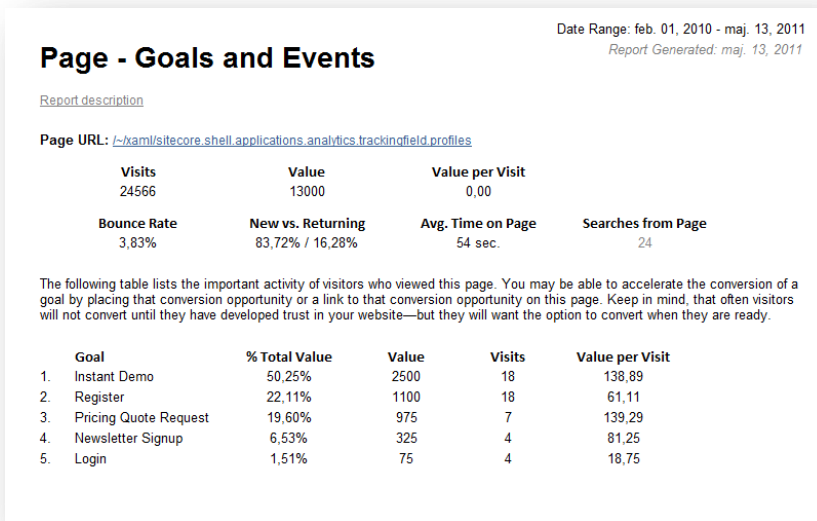 Date Range: feb. 01, 2010 - maj. 13, 2011
Page - Goals and Events
Report Generated: maj. 13, 2011
Report description
Page URL: /~/xaml/sitecore.shell.applications.analytics.trackingfield.profiles
Visits Value Value per Visit
24566 13000 0,00
Bounce Rate New vs. Returning Avg. Time on Page Searches from Page
3,83% 83,72% / 16,28% 54 sec. 24
The following table lists the important activity of visitors who viewed this page. You may be able to accelerate the conversion of a
goal by placing that conversion opportunity or a link to that conversion opportunity on this page. Keep in mind, that often visitors
will not convert until they have developed trust in your website—but they will want the option to convert when they are ready.
Goal % Total Value Value Visits Value per Visit
1. Instant Demo 50,25% 2500 18 138,89
2. Register 22,11% 1100 18 61,11
3. Pricing Quote Request 19,60% 975 7 139,29
4. Newsletter Signup 6,53% 325 4 81,25
5. Login 1,51% 75 4 18,75